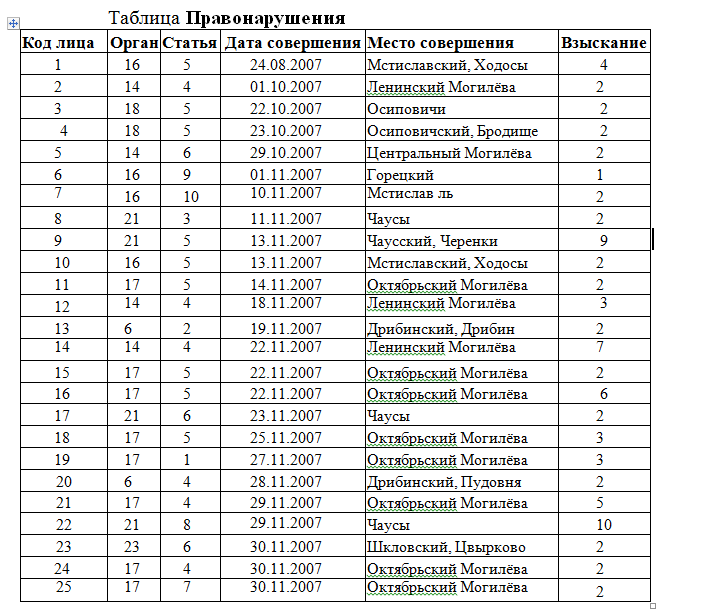 Таблица Правонарушения
Код лица Орган Статья Дата совершения Место совершения Взыскание
1 16 5 24.08.2007 Мстиславский, Ходосы 4
2 14 4 01.10.2007 Ленинский Могилёва 2
3 18 5 22.10.2007 Осиповичи 2
4 18 5 23.10.2007 Осиповичский, Бродище 2
5 14 6 29.10.2007 Центральный Могилёва 2
6 16 9 01.11.2007 Горецкий 1
7 16 10 10.11.2007 Мстислав ль 2
8 21 3 11.11.2007 Чаусы 2
9 21 5 13.11.2007 Чаусский, Черенки 9
10 16 5 13.11.2007 Мстиславский, Ходосы 2
11 17 5 14.11.2007 Октябрьский Могилёва 2
12 14 4 18.11.2007 Ленинский Могилёва 3
13 6 2 19.11.2007 Дрибинский, Дрибин 2
14 14 4 22.11.2007 Ленинский Могилёва 7
15 17 5 22.11.2007 Октябрьский Могилёва 2
16 17 5 22.11.2007 Октябрьский Могилёва 6
17 21 6 23.11.2007 Чаусы 2
18 17 5 25.11.2007 Октябрьский Могилёва 3
19 17 1 27.11.2007 Октябрьский Могилёва 3
20 6 4 28.11.2007 Дрибинский, Пудовня 2
21 17 4 29.11.2007 Октябрьский Могилёва 5
22 21 8 29.11.2007 Чаусы 10
23 23 6 30.11.2007 Шкловский, Цвырково 2
24 17 4 30.11.2007 Октябрьский Могилёва 2
25 17 7 30.11.2007 Октябрьский Могилёва 2